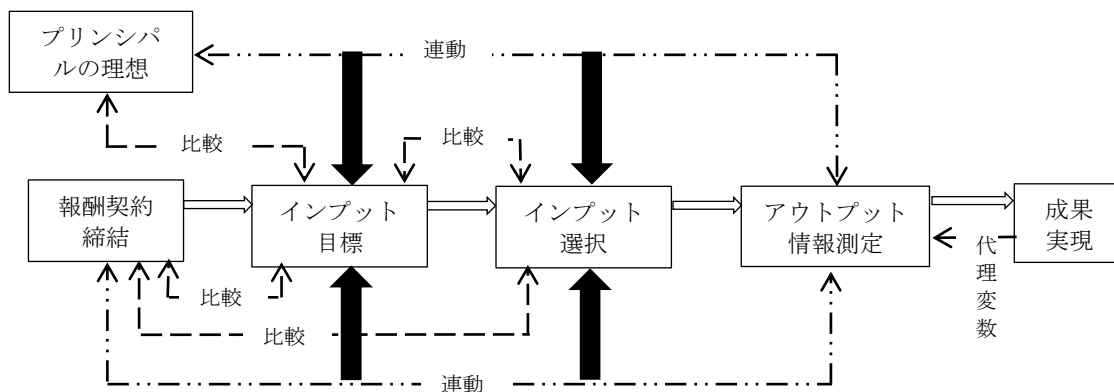 プリンシパ
ルの理想
連動
比較
比較
報酬契約
締結
インプット
目標
インプット
選択
アウトプット
情報測定
成果
実現
代理変数
比較
比較
連動